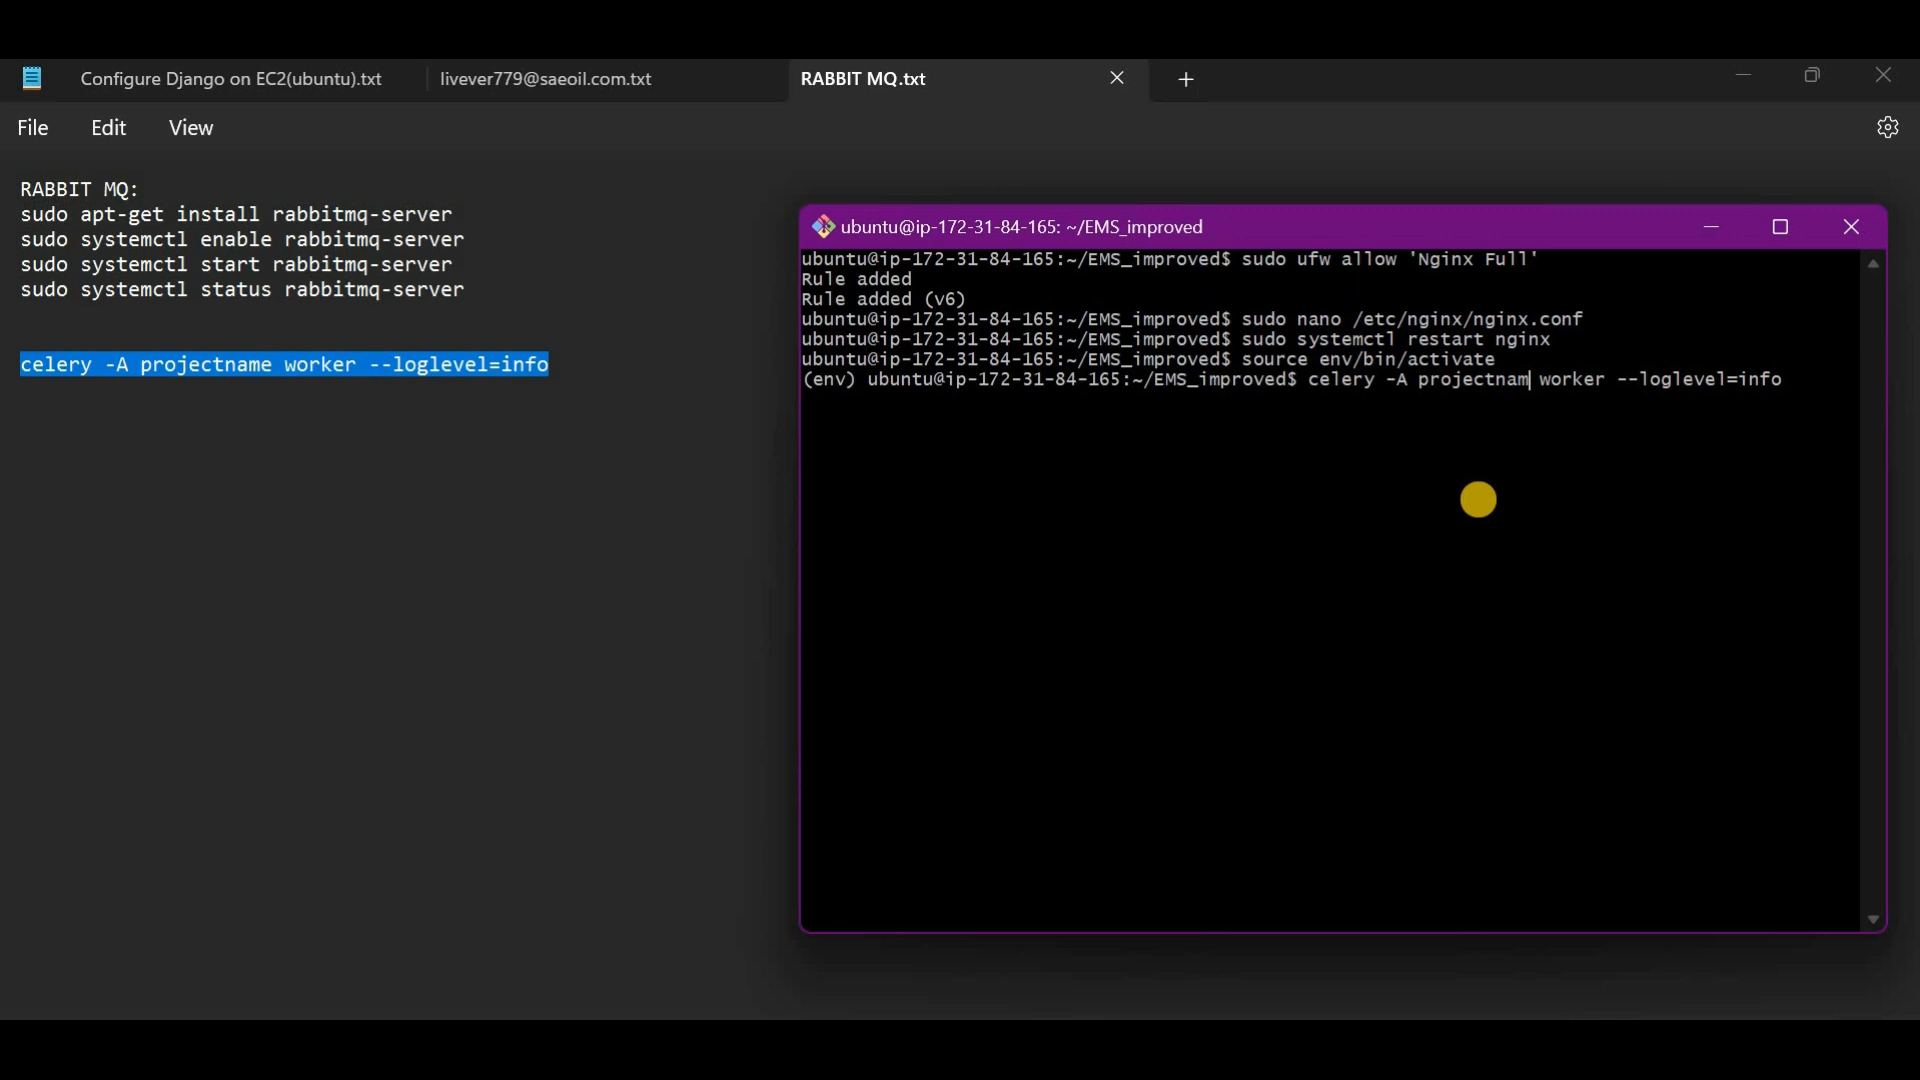 Configure Django on EC2(ubuntu).txt
livever779@saeoil.com.txt
RABBIT MQ.txt
File
Edit
View
RABBIT MQ:
sudo apt-get install rabbitmq-server
sudo systemctl enable rabbitmq-server
sudo systemctl start rabbitmq-server
sudo systemctl status rabbitmq-server
celery -A projectname worker --loglevel=info
ubuntu@ip-172-31-84-165: ~/EMS_improved
ubuntu@ip-172-31-84-165:~/EMS_improved$ sudo ufw allow 'Nginx Full'
Rule added
Rule added (v6)
ubuntu@ip-172-31-84-165:~/EMS_improved$ sudo nano /etc/nginx/nginx.conf
ubuntu@ip-172-31-84-165:~/EMS_improved$ sudo systemctl restart nginx
ubuntu@ip-172-31-84-165:~/EMS_improved$ source env/bin/activate
(env) ubuntu@ip-172-31-84-165:~/EMS_improved$ celery -A projectnam worker --loglevel=info